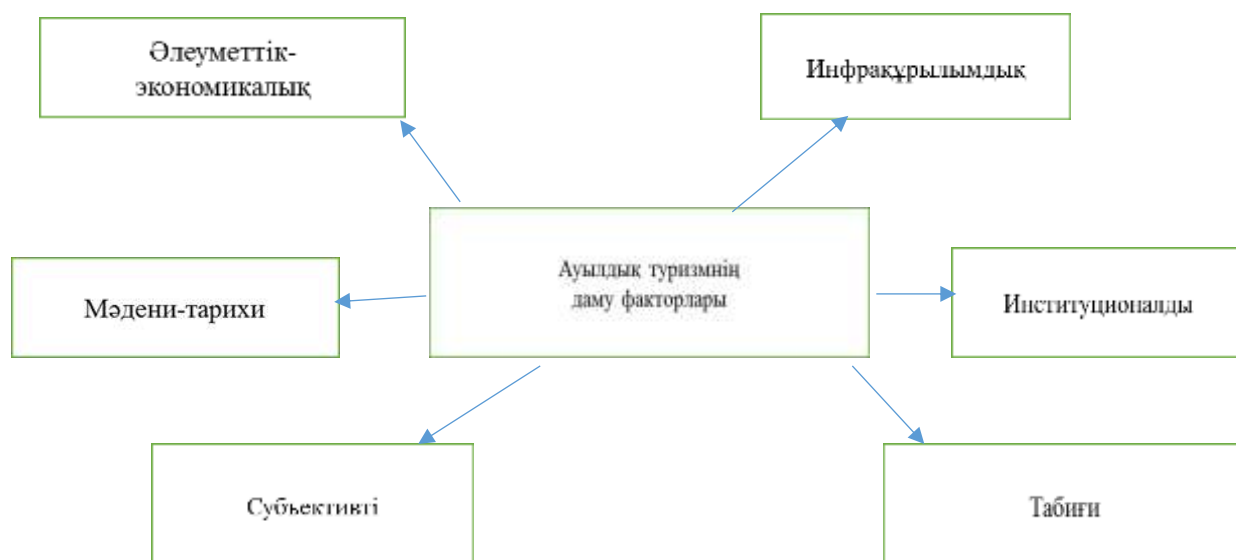 Әлеуметтік-
экономикалық
Инфрақұрылымдық
Ауылдық туризмнің
даму факторлары
Мәдени-тарихи
Институционалды
Субъективті
Табиғи